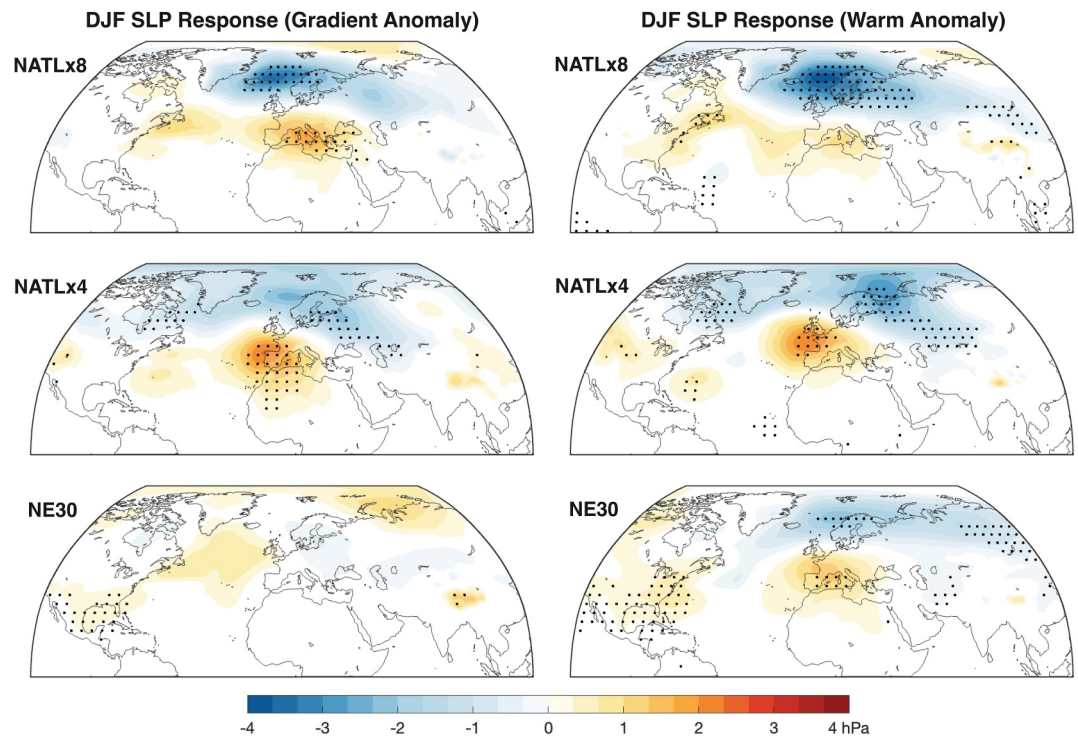 DJF SLP Response (Gradient Anomaly)
DJF SLP Response (Warm Anomaly)
NATLx8
NATLx8
NATLx4
NATLx4
NE30
NE30
-4 -3 -2 -1 0 1 2 3 4 hPa